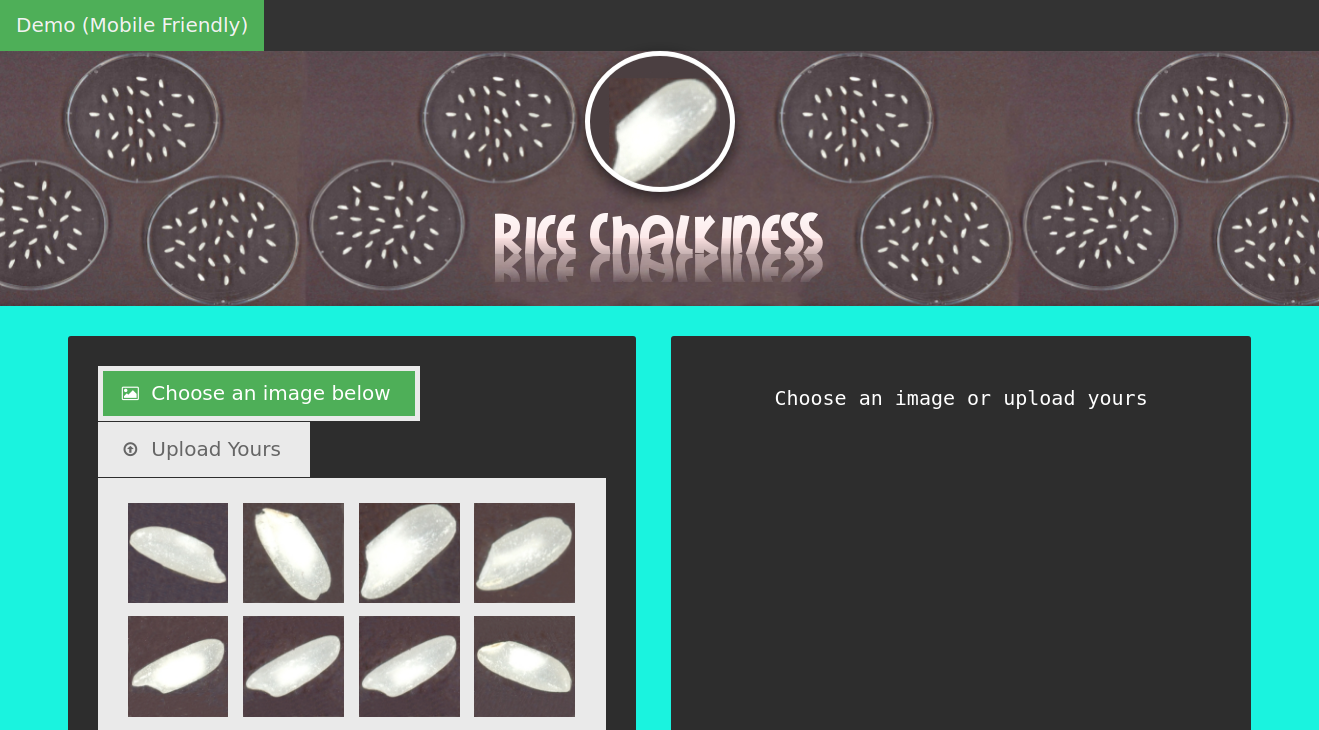 Demo (Mobile Friendly)
Rice Chalkiness
Choose an image below
Upload Yours
Choose an image or upload yours